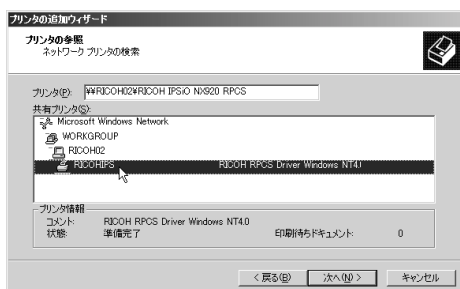 プリンタの追加ウィザード
プリンタの参照
ネットワーク プリンタの検索
プリンタ(P): ¥¥RICOH02¥RICOH IPSiO NX920 RPCS
共有プリンタ(S):
Microsoft Windows Network
WORKGROUP
RICOH02
RICOHIPS RICOH RPCS Driver Windows NT4.0
プリンタ情報
コメント: RICOH RPCS Driver Windows NT4.0
状態: 準備完了 印刷待ちドキュメント: 0
< 戻る(B) 次へ(N) > キャンセル